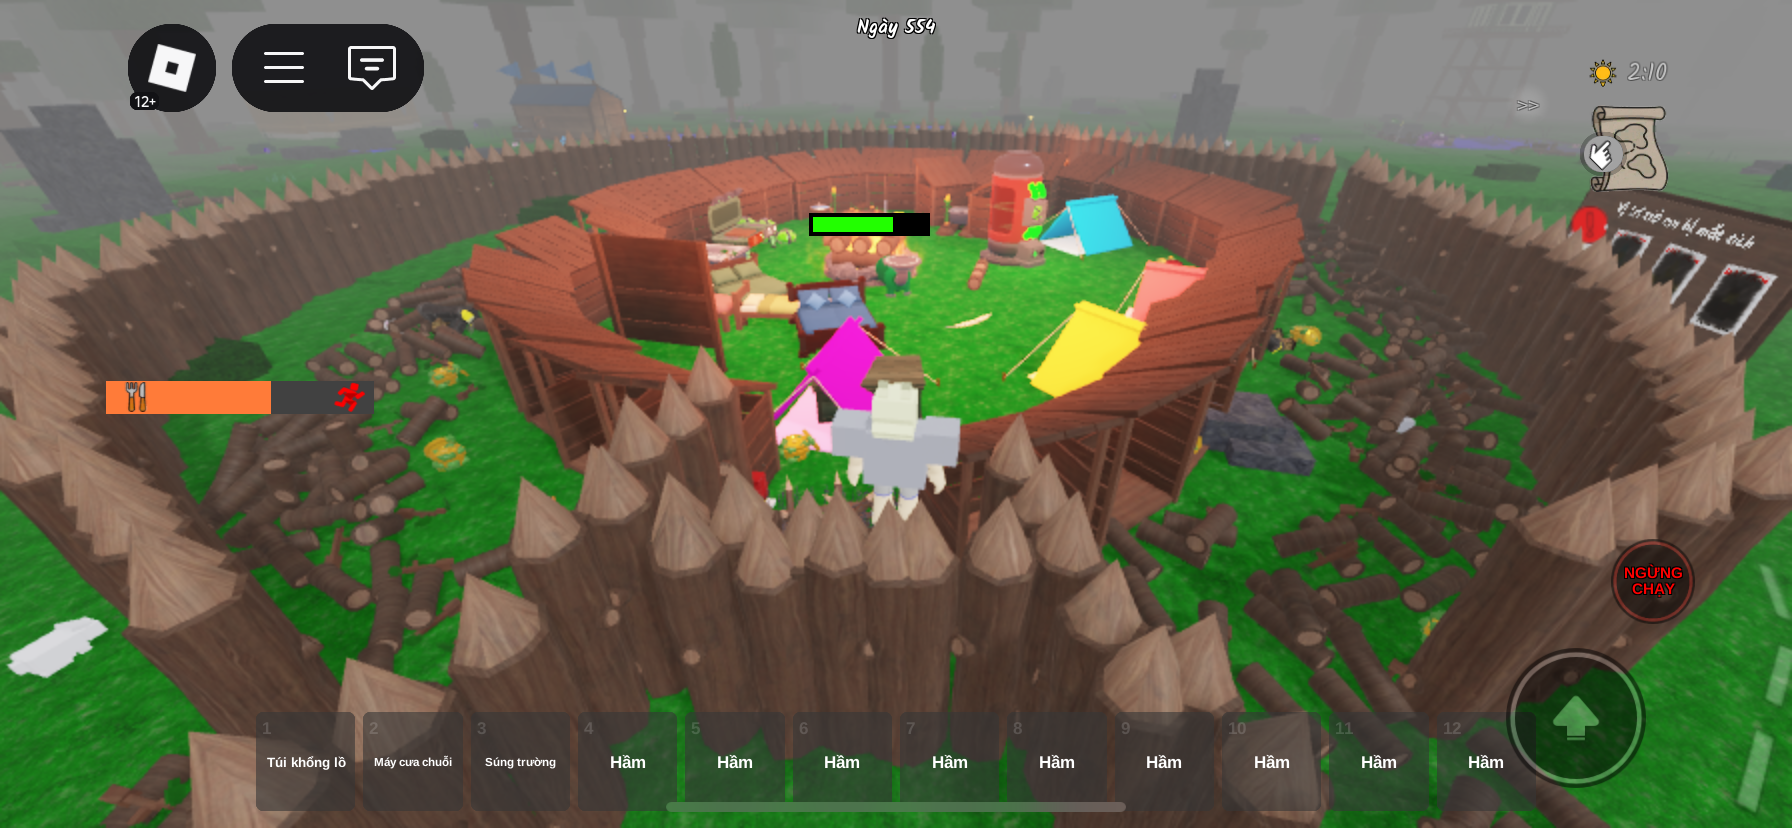 Ngày 554
12+
2:10
>>
NGỪNG
CHẠY
1
Túi khổng lồ
2
Máy cưa chuỗi
3
Súng trường
4
Hầm
5
Hầm
6
Hầm
7
Hầm
8
Hầm
9
Hầm
10
Hầm
11
Hầm
12
Hầm